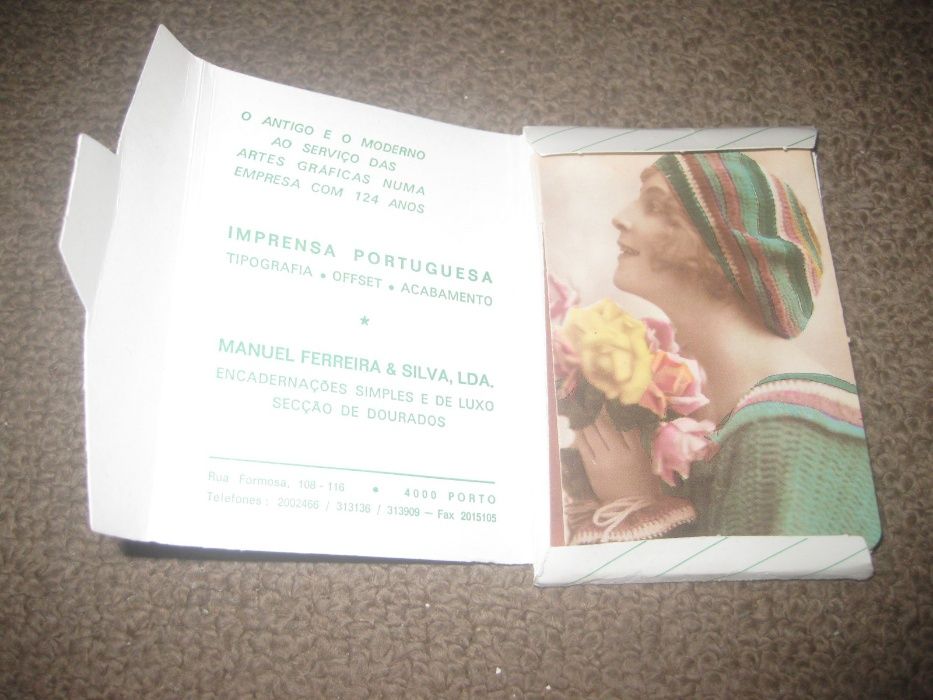 O ANTIGO E O MODERNO
AO SERVIÇO DAS
ARTES GRÁFICAS NUMA
EMPRESA COM 124 ANOS
IMPRENSA PORTUGUESA
TIPOGRAFIA • OFFSET • ACABAMENTO
*
MANUEL FERREIRA & SILVA, LDA.
ENCADERNAÇÕES SIMPLES E DE LUXO
SECÇÃO DE DOURADOS
Rua Formosa, 108 - 116 • 4000 PORTO
Telefones: 2002466 / 313136 / 313909 — Fax 2015105